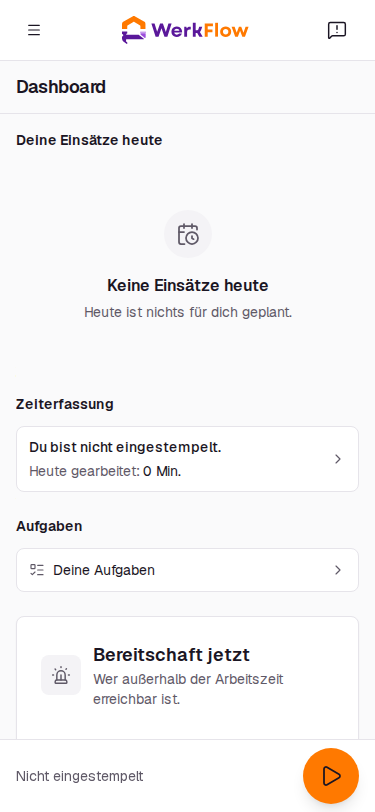 WerkFlow
Dashboard
Deine Einsätze heute
Keine Einsätze heute
Heute ist nichts für dich geplant.
Zeiterfassung
Du bist nicht eingestempelt.
Heute gearbeitet: 0 Min.
Aufgaben
Deine Aufgaben
Bereitschaft jetzt
Wer außerhalb der Arbeitszeit
erreichbar ist.
Nicht eingestempelt